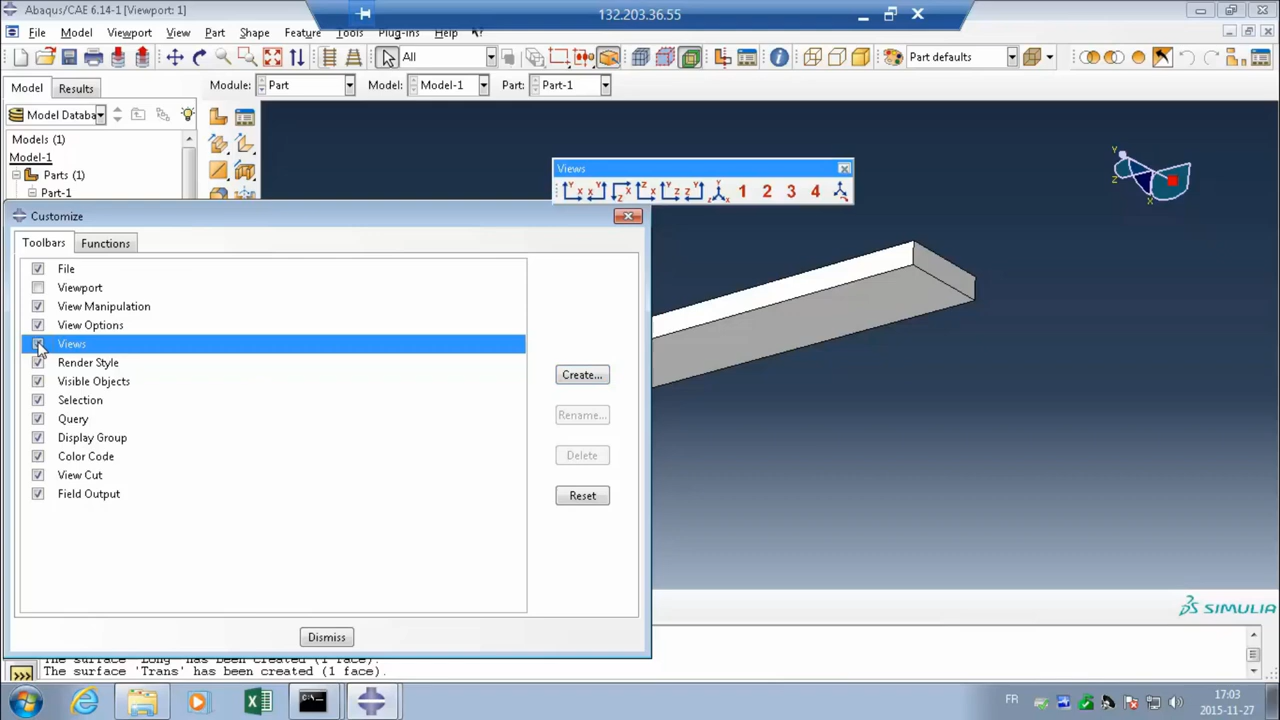 Abaqus/CAE 6.14-1 [Viewport: 1]
132.203.36.55
File Model Viewport View Part Shape Feature Tools Plug-ins Help
All
Part defaults
Model Results
Module: Part Model: Model-1 Part: Part-1
Model Databa
Models (1)
Model-1
Parts (1)
Part-1
Views
Y X X Y Z X Z X Y Z Z Y Y Z X 1 2 3 4
Y
Z
X
Customize
Toolbars Functions
File
Viewport
View Manipulation
View Options
Views
Render Style
Visible Objects
Selection
Query
Display Group
Color Code
View Cut
Field Output
Create...
Rename...
Delete
Reset
Dismiss
SIMULIA
The surface 'Long' has been created (1 face).
The surface 'Trans' has been created (1 face).
>>>
FR
17:03
2015-11-27